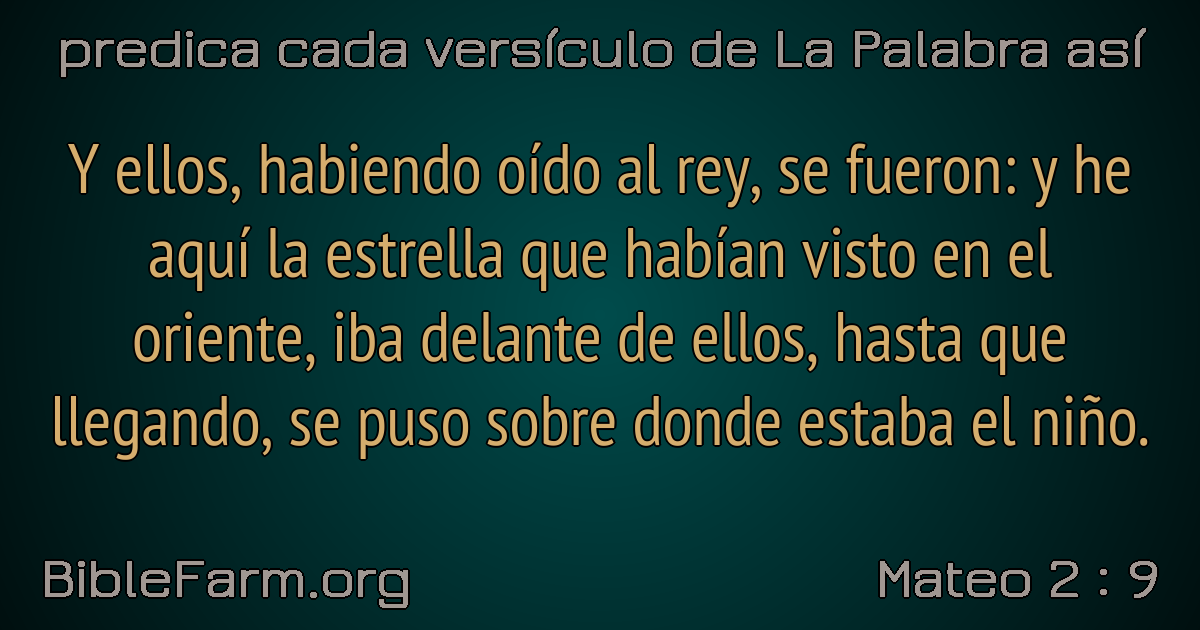 predica cada versículo de La Palabra así
Y ellos, habiendo oído al rey, se fueron: y he
aquí la estrella que habían visto en el
oriente, iba delante de ellos, hasta que
llegando, se puso sobre donde estaba el niño.
BibleFarm.org
Mateo 2 : 9